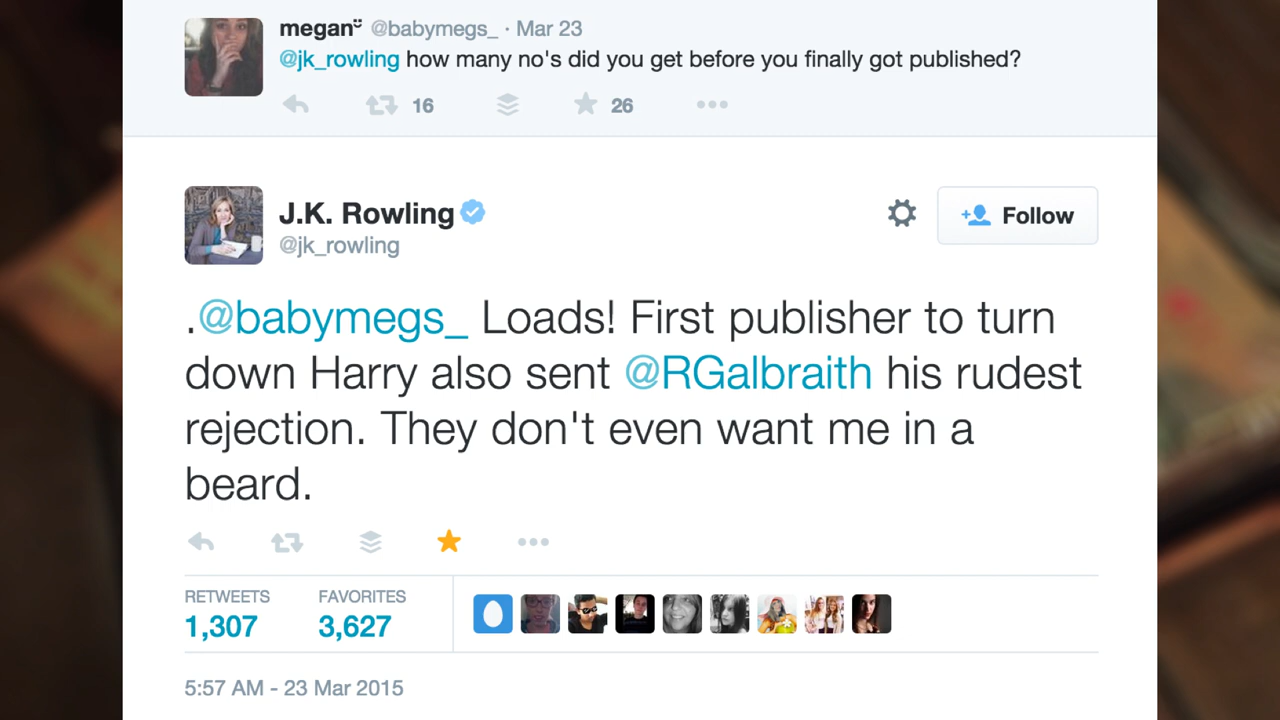 megan @babymegs_ · Mar 23
@jk_rowling how many no's did you get before you finally got published?
16 26
J.K. Rowling
@jk_rowling
Follow
.@babymegs_ Loads! First publisher to turn
down Harry also sent @RGalbraith his rudest
rejection. They don't even want me in a
beard.
RETWEETS FAVORITES
1,307 3,627
5:57 AM - 23 Mar 2015